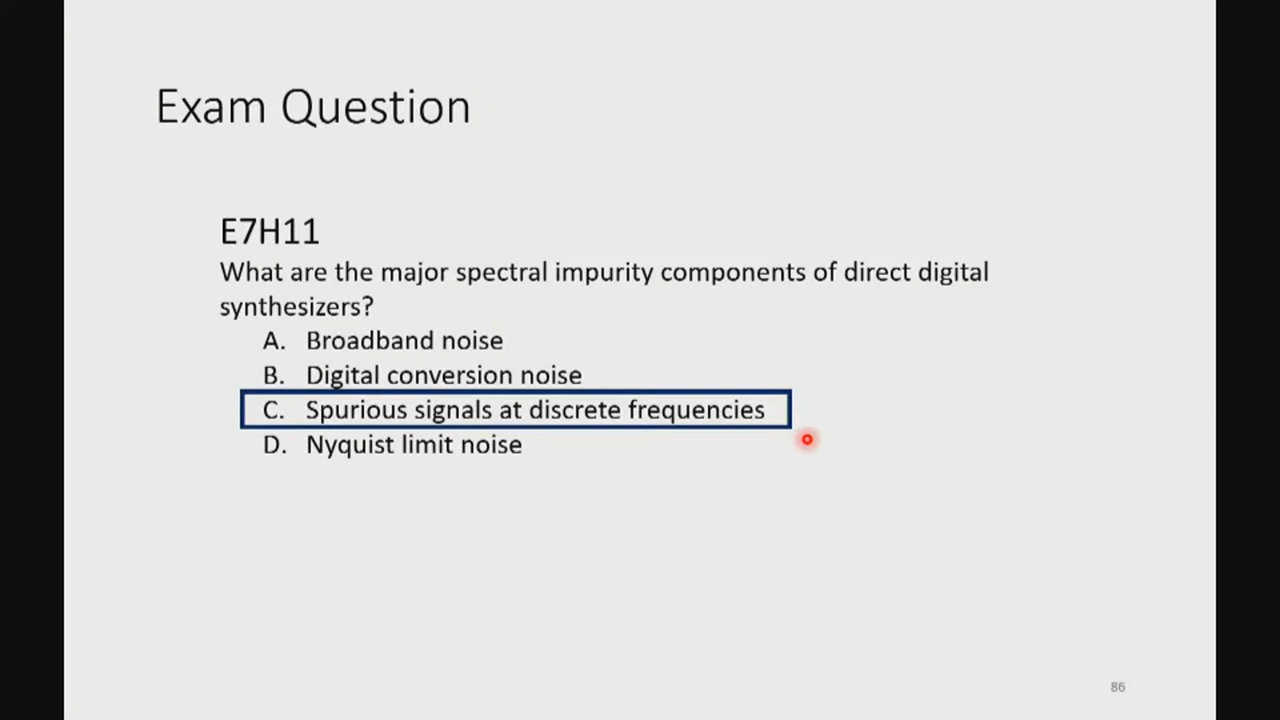 Exam Question
E7H11
What are the major spectral impurity components of direct digital
synthesizers?
A. Broadband noise
B. Digital conversion noise
C. Spurious signals at discrete frequencies
D. Nyquist limit noise
86